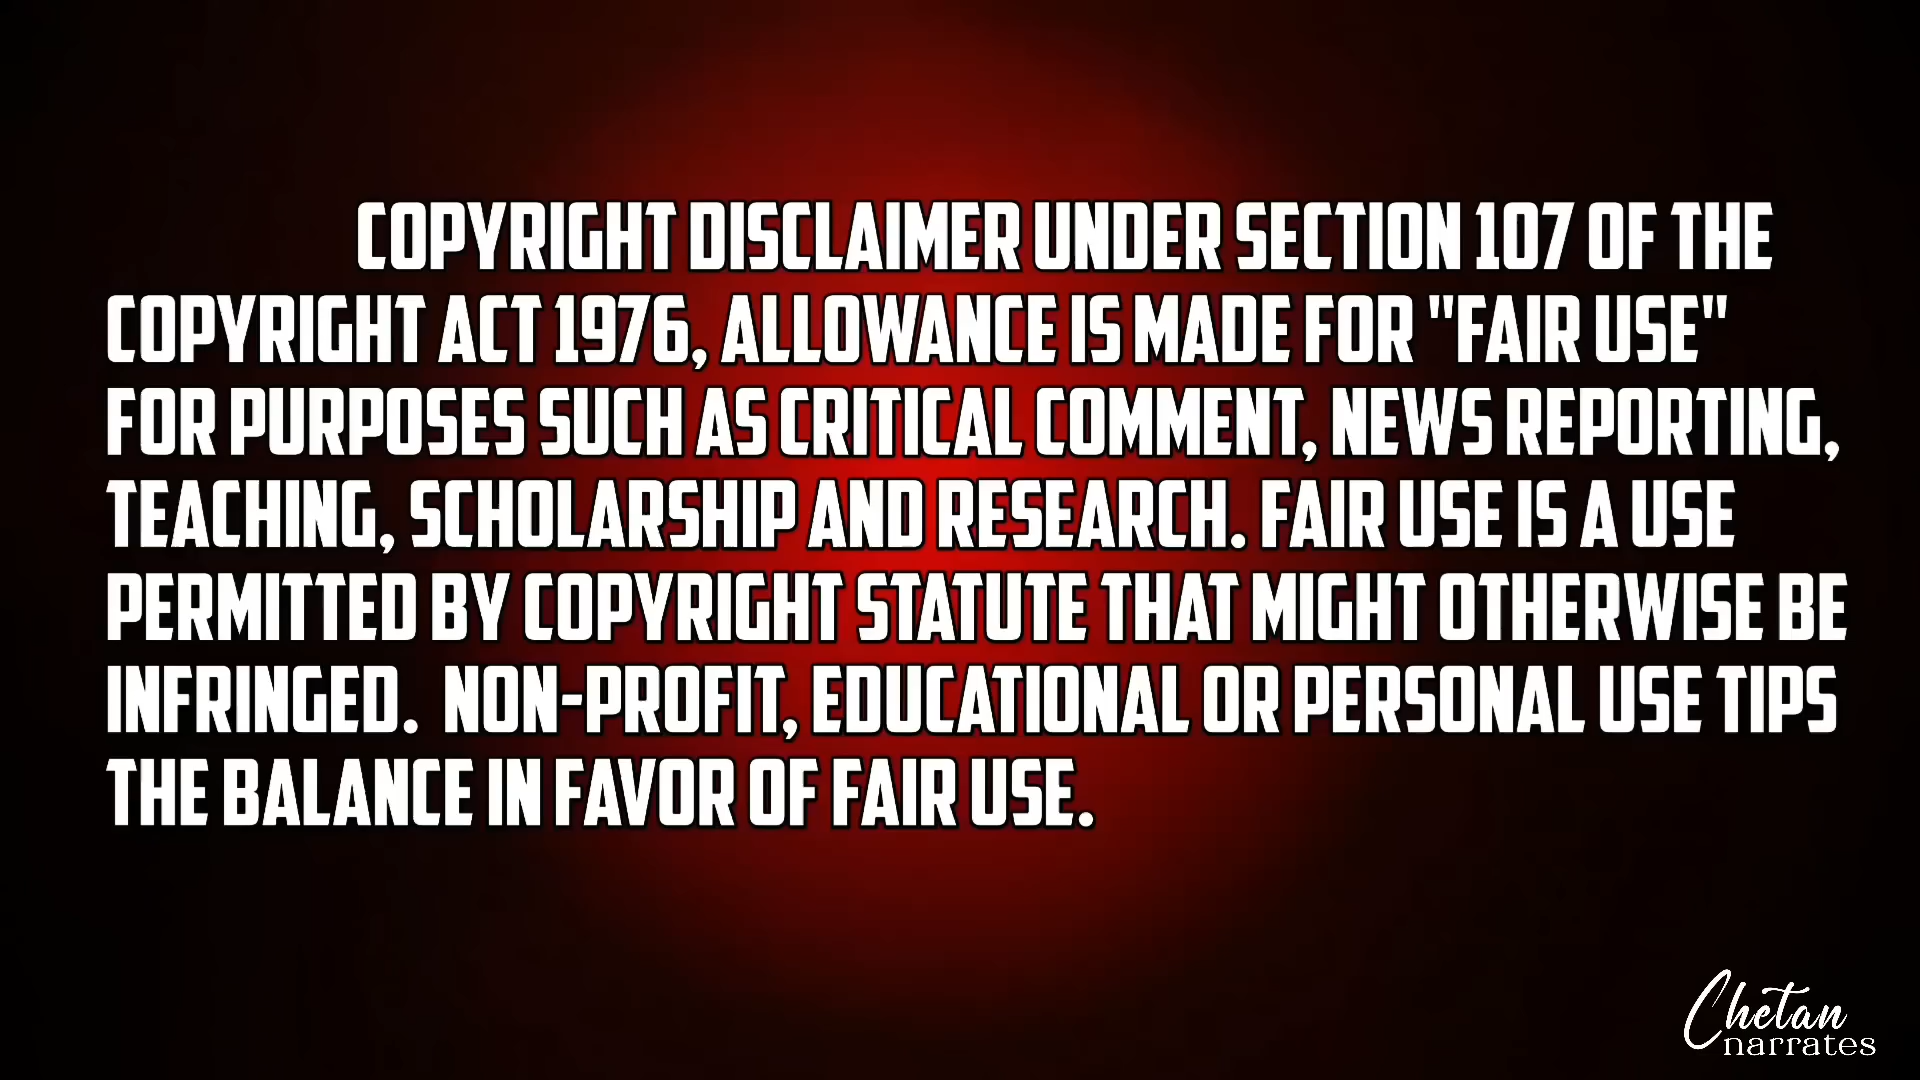 COPYRIGHT DISCLAIMER UNDER SECTION 107 OF THE
COPYRIGHT ACT 1976, ALLOWANCE IS MADE FOR "FAIR USE"
FOR PURPOSES SUCH AS CRITICAL COMMENT, NEWS REPORTING,
TEACHING, SCHOLARSHIP AND RESEARCH. FAIR USE IS A USE
PERMITTED BY COPYRIGHT STATUTE THAT MIGHT OTHERWISE BE
INFRINGED. NON-PROFIT, EDUCATIONAL OR PERSONAL USE TIPS
THE BALANCE IN FAVOR OF FAIR USE.
Chetan
narrates